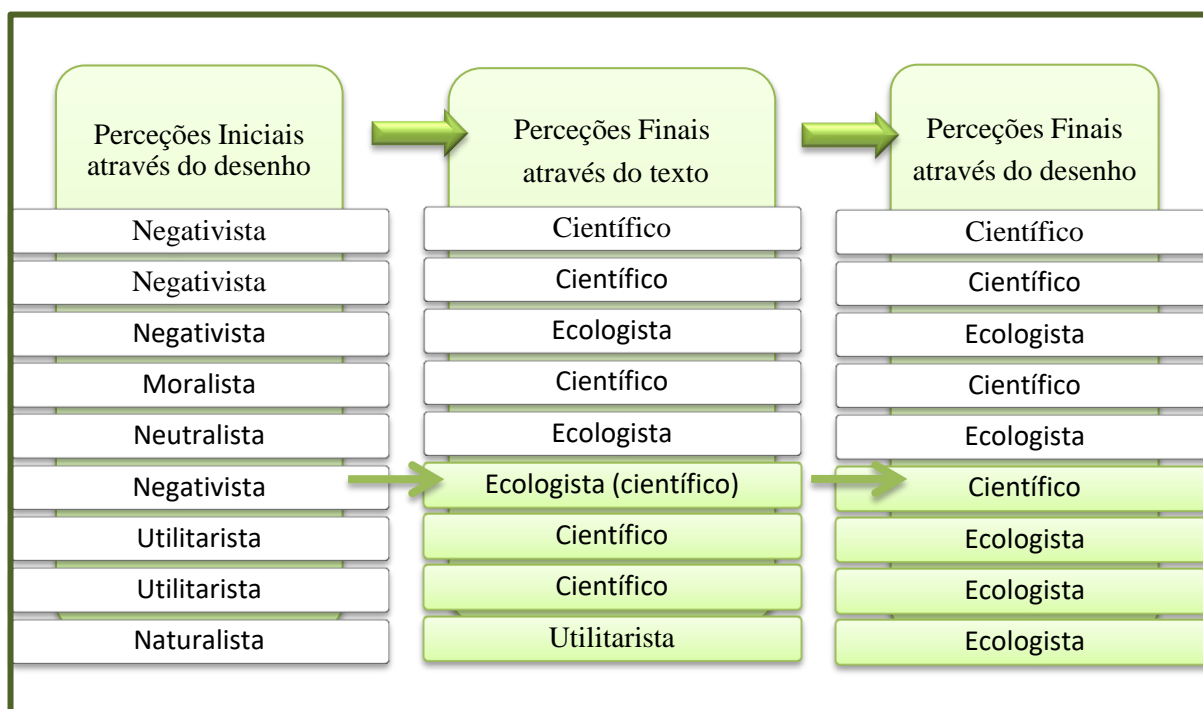 Perceções Iniciais
através do desenho
Negativista
Negativista
Negativista
Moralista
Neutralista
Negativista
Utilitarista
Utilitarista
Naturalista
Perceções Finais
através do texto
Científico
Científico
Ecologista
Científico
Ecologista
Ecologista (científico)
Científico
Científico
Utilitarista
Perceções Finais
através do desenho
Científico
Científico
Ecologista
Científico
Ecologista
Científico
Ecologista
Ecologista
Ecologista